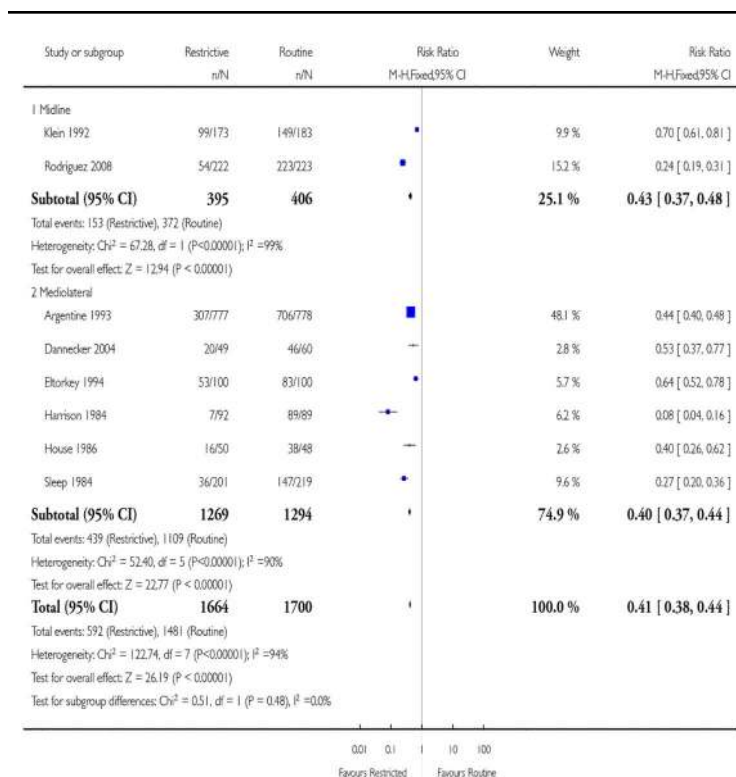 Study or subgroup Restrictive Routine Risk Ratio Weight Risk Ratio
n/N n/N M-H,Fixed,95% CI M-H,Fixed,95% CI
1 Midline
Klein 1992 99/173 149/183 9.9 % 0.70 [ 0.61, 0.81 ]
Rodriguez 2008 54/222 223/223 15.2 % 0.24 [ 0.19, 0.31 ]
Subtotal (95% CI) 395 406 25.1 % 0.43 [ 0.37, 0.48 ]
Total events: 153 (Restrictive), 372 (Routine)
Heterogeneity: Chi² = 67.28, df = 1 (P<0.00001); I² =99%
Test for overall effect: Z = 12.94 (P < 0.00001)
2 Mediolateral
Argentine 1993 307/777 706/778 48.1 % 0.44 [ 0.40, 0.48 ]
Dannecker 2004 20/49 46/60 2.8 % 0.53 [ 0.37, 0.77 ]
Eltorkey 1994 53/100 83/100 5.7 % 0.64 [ 0.52, 0.78 ]
Harrison 1984 7/92 89/89 6.2 % 0.08 [ 0.04, 0.16 ]
House 1986 16/50 38/48 2.6 % 0.40 [ 0.26, 0.62 ]
Sleep 1984 36/201 147/219 9.6 % 0.27 [ 0.20, 0.36 ]
Subtotal (95% CI) 1269 1294 74.9 % 0.40 [ 0.37, 0.44 ]
Total events: 439 (Restrictive), 1109 (Routine)
Heterogeneity: Chi² = 52.40, df = 5 (P<0.00001); I² =90%
Test for overall effect: Z = 22.77 (P < 0.00001)
Total (95% CI) 1664 1700 100.0 % 0.41 [ 0.38, 0.44 ]
Total events: 592 (Restrictive), 1481 (Routine)
Heterogeneity: Chi² = 122.74, df = 7 (P<0.00001); I² =94%
Test for overall effect: Z = 26.19 (P < 0.00001)
Test for subgroup differences: Chi² = 0.51, df = 1 (P = 0.48), I² =0.0%
0.01 0.1 1 10 100
Favours Restricted Favours Routine